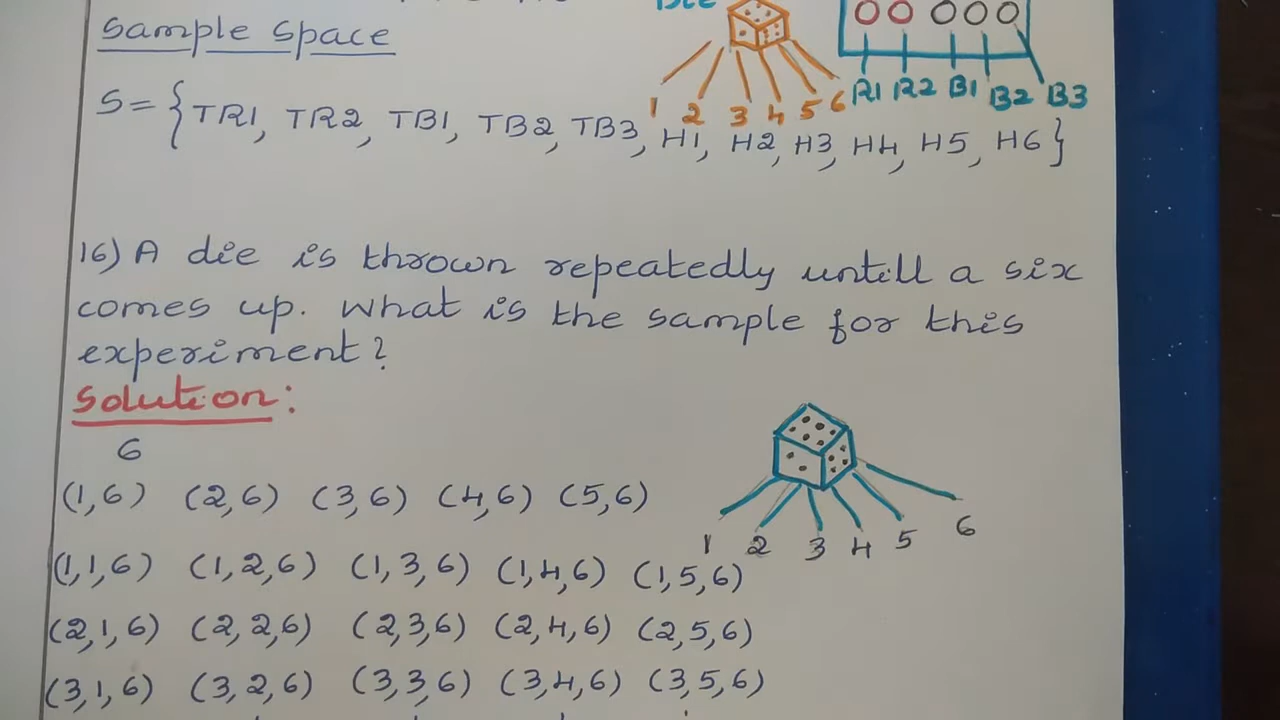 Die
Sample Space
1 2 3 4 5 6 R1 R2 B1 B2 B3
S = {TR1, TR2, TB1, TB2, TB3, H1, H2, H3, H4, H5, H6}
16) A die is thrown repeatedly untill a six
comes up. What is the sample for this
experiment?
Solution:
6
(1,6) (2,6) (3,6) (4,6) (5,6)
1 2 3 4 5 6
(1,1,6) (1,2,6) (1,3,6) (1,4,6) (1,5,6)
(2,1,6) (2,2,6) (2,3,6) (2,4,6) (2,5,6)
(3,1,6) (3,2,6) (3,3,6) (3,4,6) (3,5,6)